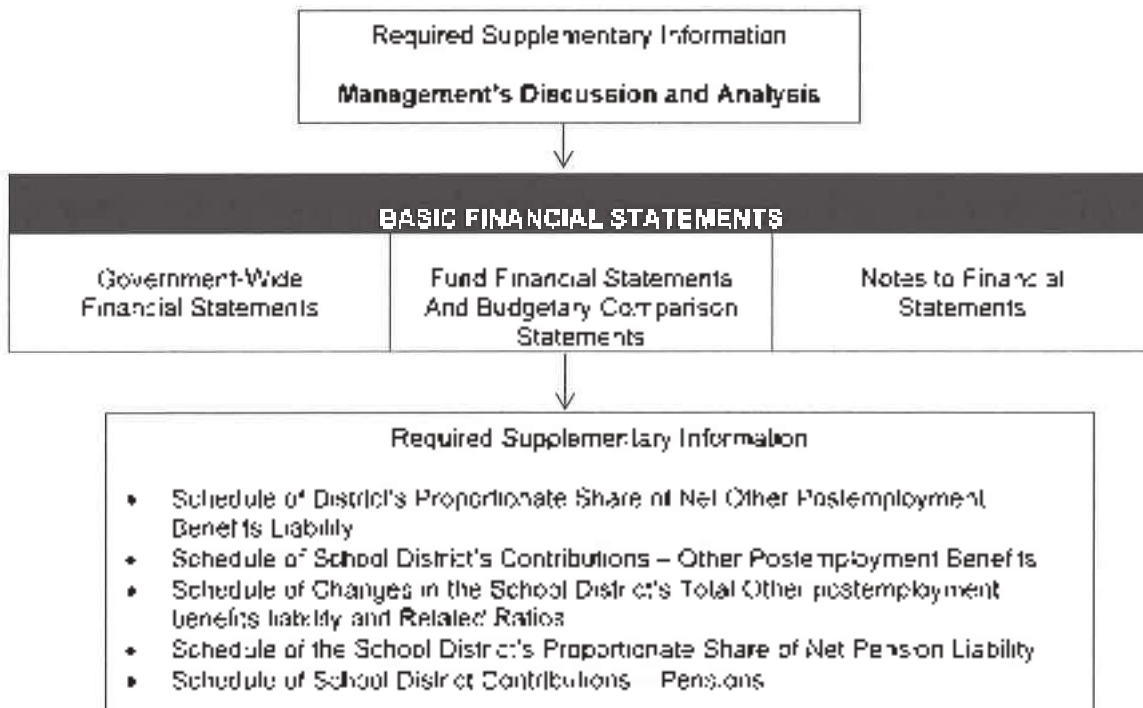 Required Supplementary Information
Management's Discussion and Analysis
BASIC FINANCIAL STATEMENTS
Government-Wide
Financial Statements
Fund Financial Statements
And Budgetary Comparison
Statements
Notes to Financial
Statements
Required Supplementary Information
• Schedule of District's Proportionate Share of Net Other Postemployment
Benefits Liability
• Schedule of School District's Contributions – Other Postemployment Benefits
• Schedule of Changes in the School District's Total Other postemployment
benefits liability and Related Ratios
• Schedule of the School District's Proportionate Share of Net Pension Liability
• Schedule of School District Contributions – Pensions